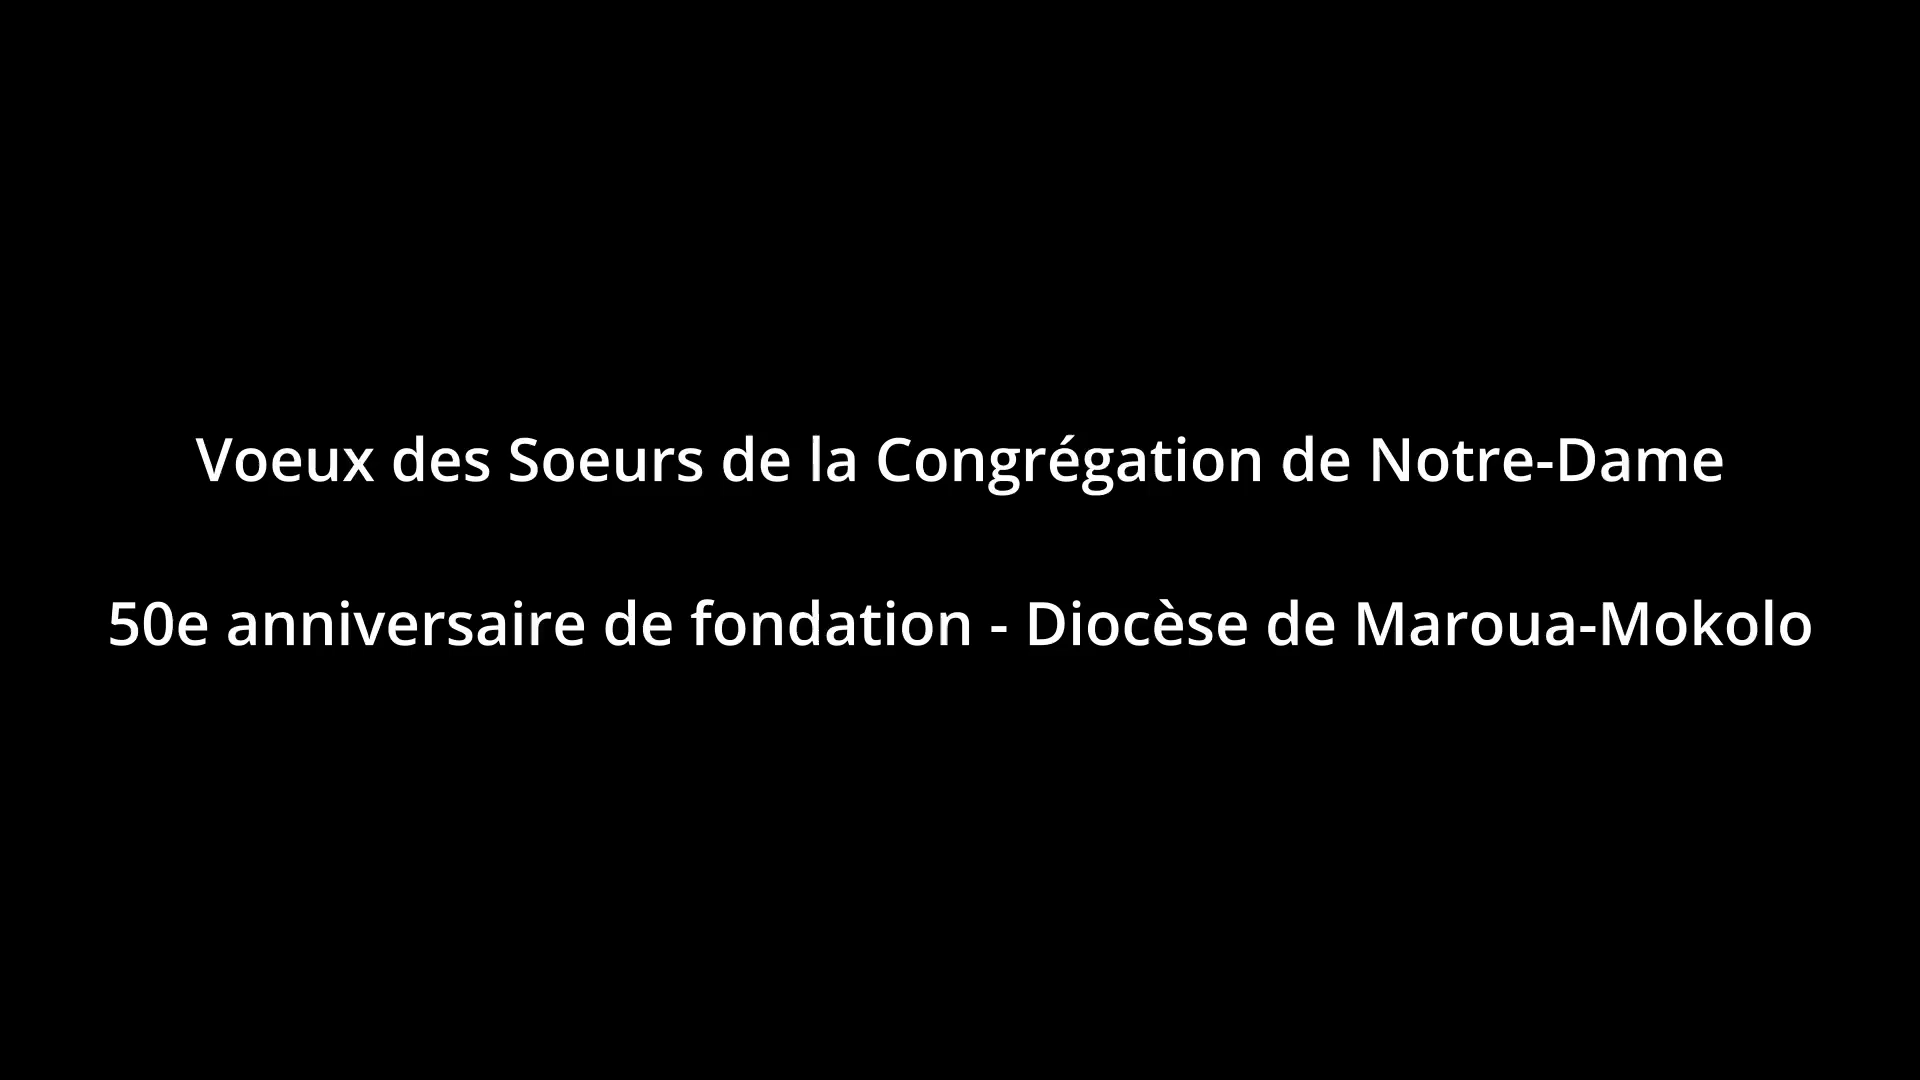 Voeux des Soeurs de la Congrégation de Notre-Dame
50e anniversaire de fondation - Diocèse de Maroua-Mokolo